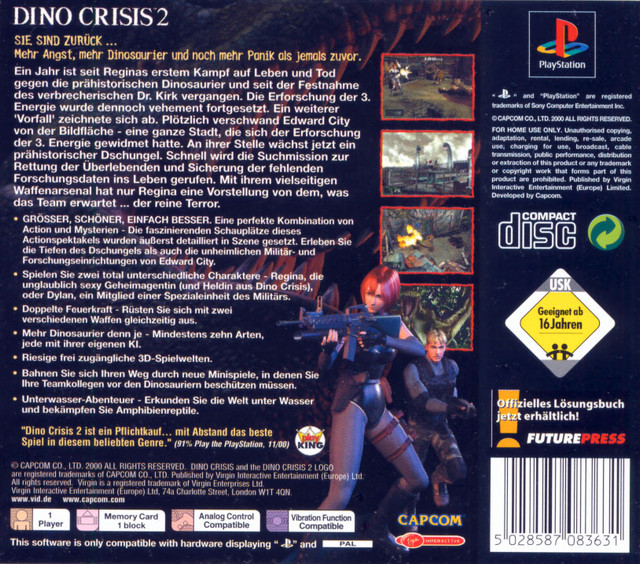 DINO CRISIS 2
SIE SIND ZURÜCK ...
Mehr Angst, mehr Dinosaurier und noch mehr Panik als jemals zuvor.
Ein Jahr ist seit Reginas erstem Kampf auf Leben und Tod
gegen die prähistorischen Dinosaurier und seit der Festnahme
des verbrecherischen Dr. Kirk vergangen. Die Erforschung der 3.
Energie wurde dennoch vehement fortgesetzt. Ein weiterer
'Vorfall' zeichnete sich ab. Plötzlich verschwand Edward City
von der Bildfläche - eine ganze Stadt, die sich der Erforschung
der 3. Energie gewidmet hatte. An ihrer Stelle wächst jetzt ein
prähistorischer Dschungel. Schnell wird die Suchmission zur
Rettung der Überlebenden und Sicherung der fehlenden
Forschungsdaten ins Leben gerufen. Mit ihrem vielseitigen
Waffenarsenal hat nur Regina eine Vorstellung von dem, was
das Team erwartet ... der reine Terror.
• GRÖSSER, SCHÖNER, EINFACH BESSER. Eine perfekte Kombination von
Action und Mysterien - Die faszinierenden Schauplätze dieses
Actionspektakels wurden äußerst detailliert in Szene gesetzt. Erleben Sie
die Tiefen des Dschungels als auch die unheimlichen Militär- und
Forschungseinrichtungen von Edward City.
• Spielen Sie zwei total unterschiedliche Charaktere - Regina, die
unglaublich sexy Geheimagentin (und Heldin aus Dino Crisis),
oder Dylan, ein Mitglied einer Spezialeinheit des Militärs.
• Doppelte Feuerkraft - Rüsten Sie sich mit zwei
verschiedenen Waffen gleichzeitig aus.
• Mehr Dinosaurier denn je - Mindestens zehn Arten,
jede mit ihrer eigenen KI.
• Riesige frei zugängliche 3D-Spielwelten.
• Bahnen Sie sich Ihren Weg durch neue Minispiele, in denen Sie
Ihre Teamkollegen vor den Dinosauriern beschützen müssen.
• Unterwasser-Abenteuer - Erkunden Sie die Welt unter Wasser
und bekämpfen Sie Amphibienreptile.
"Dino Crisis 2 ist ein Pflichtkauf... mit Abstand das beste
Spiel in diesem beliebten Genre." (91% Play the PlayStation, 11/00)
play KING
©CAPCOM CO., LTD. 2000 ALL RIGHTS RESERVED. DINO CRISIS and the DINO CRISIS 2 LOGO
are registered trademarks of CAPCOM CO., LTD. Published by Virgin Interactive Entertainment (Europe) Ltd.
All rights reserved. Virgin is a registered trademark of Virgin Enterprises Ltd.
Virgin Interactive Entertainment (Europe) Ltd, 74a Charlotte Street, London W1T 4QN.
www.vid.de www.capcom.com
1 Player
Memory Card 1 block
Analog Control Compatible
Vibration Function Compatible
CAPCOM
Virgin INTERACTIVE
This software is only compatible with hardware displaying " " and PAL
PlayStation
" " and "PlayStation" are registered
trademarks of Sony Computer Entertainment Inc.
©CAPCOM CO., LTD. 2000 ALL RIGHTS RESERVED.
FOR HOME USE ONLY. Unauthorised copying,
adaptation, rental, lending, re-sale, arcade
use, charging for use, broadcast, cable
transmission, public performance, distribution
or extraction of this product or any trademark
or copyright work that forms part of this
product are prohibited. Published by Virgin
Interactive Entertainment (Europe) Limited.
Developed by Capcom.
COMPACT
disc
USK
Geeignet ab
16 Jahren
Offizielles Lösungsbuch
jetzt erhältlich!
FUTUREPRESS
5 028587 083631